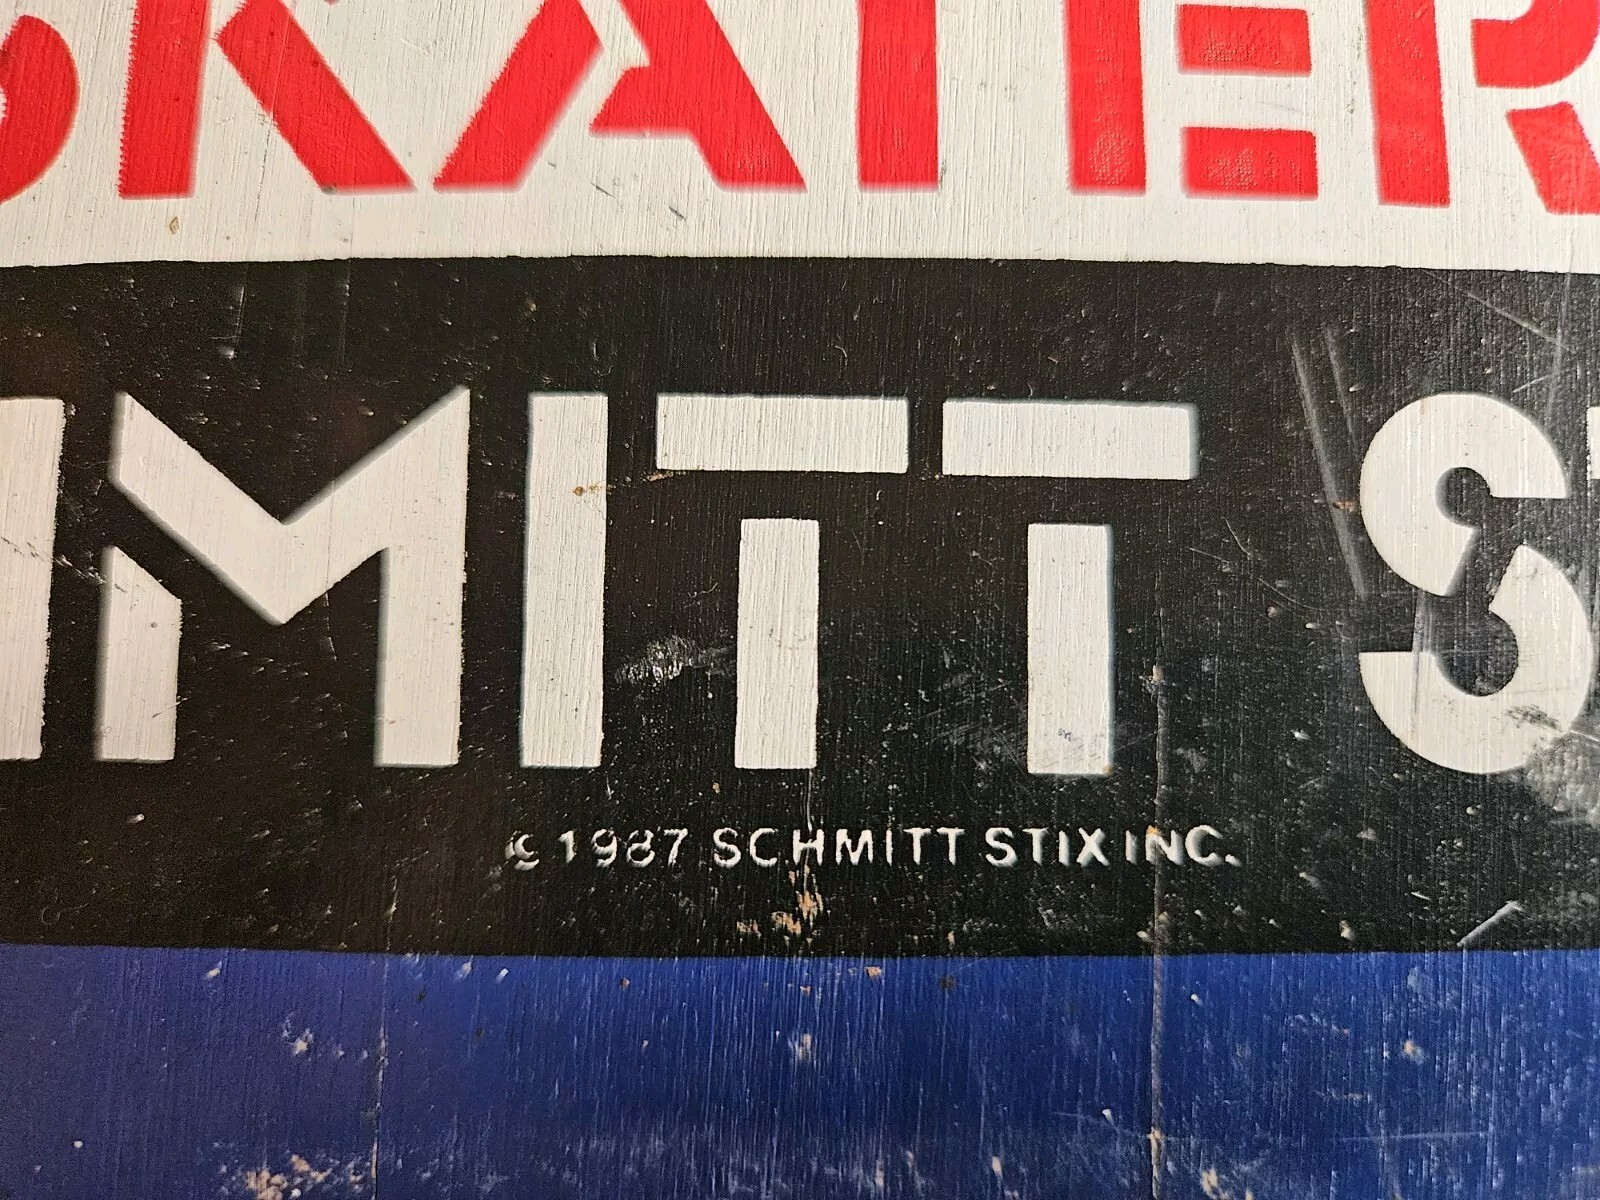 SKATER
MITT S
© 1987 SCHMITT STIX INC.